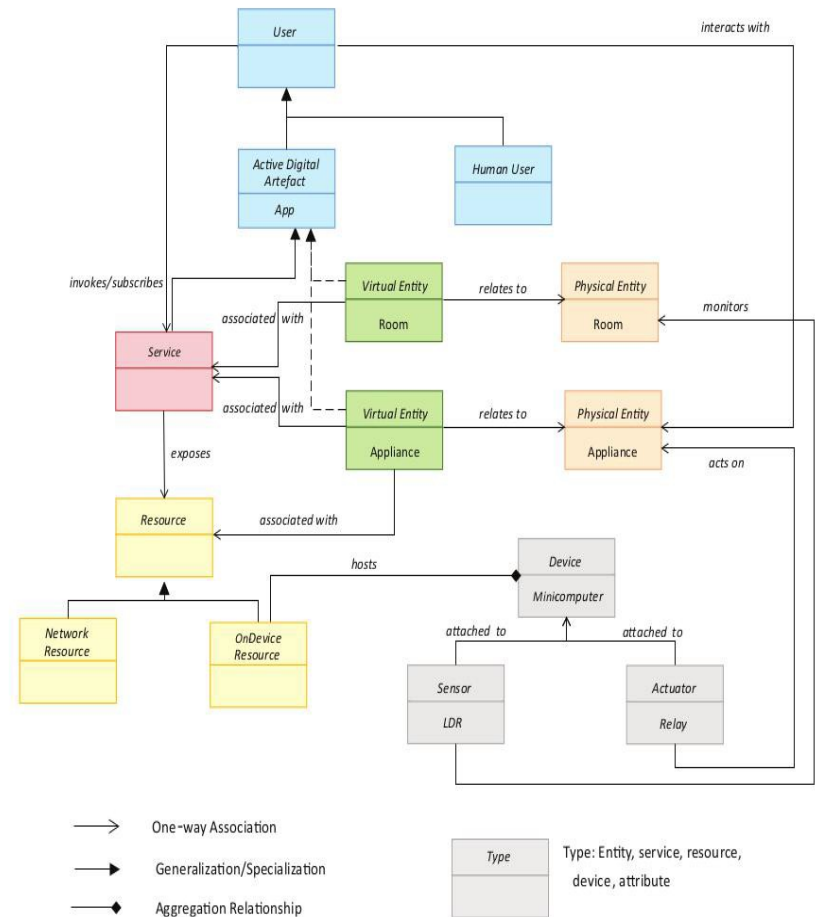 User
interacts with
Active Digital
Artefact
App
Human User
invokes/subscribes
Virtual Entity
Room
relates to
Physical Entity
Room
monitors
associated with
Service
associated with
Virtual Entity
Appliance
relates to
Physical Entity
Appliance
acts on
exposes
Resource
associated with
hosts
Device
Minicomputer
Network
Resource
OnDevice
Resource
attached to
attached to
Sensor
LDR
Actuator
Relay
One-way Association
Generalization/Specialization
Aggregation Relationship
Type
Type: Entity, service, resource,
device, attribute